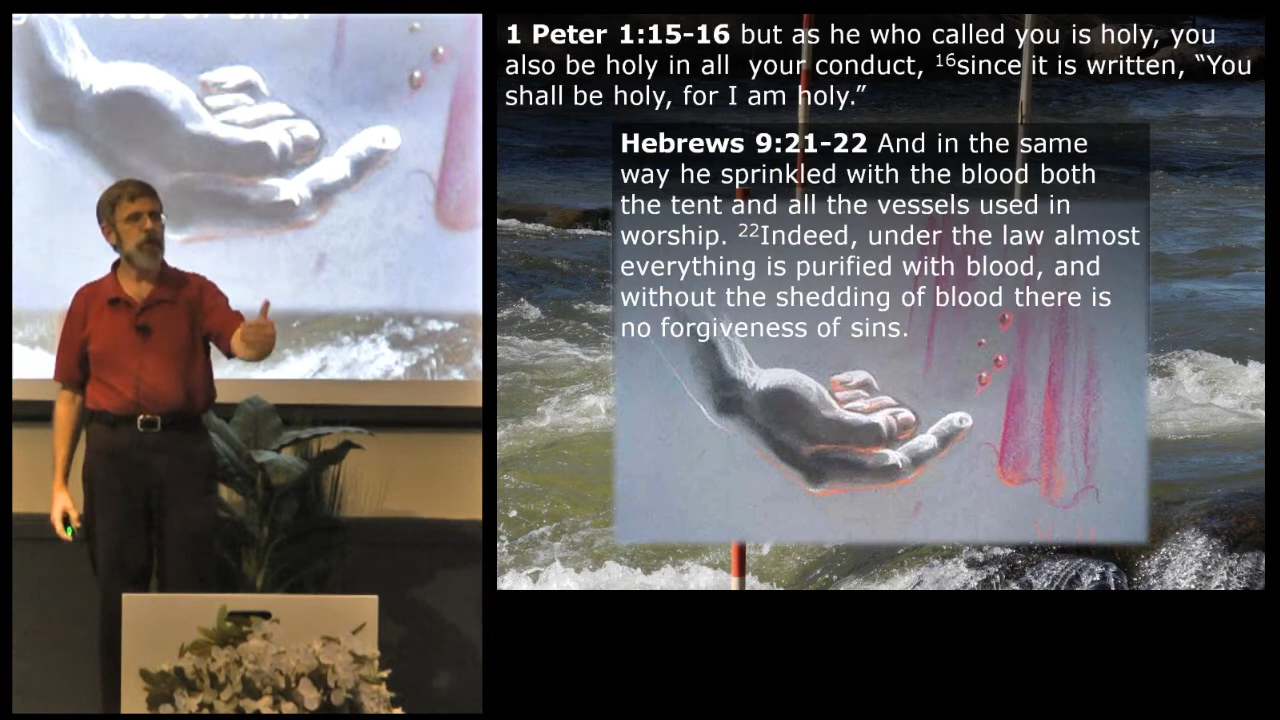 1 Peter 1:15-16 but as he who called you is holy, you
also be holy in all your conduct, 16since it is written, “You
shall be holy, for I am holy.”
Hebrews 9:21-22 And in the same
way he sprinkled with the blood both
the tent and all the vessels used in
worship. 22Indeed, under the law almost
everything is purified with blood, and
without the shedding of blood there is
no forgiveness of sins.